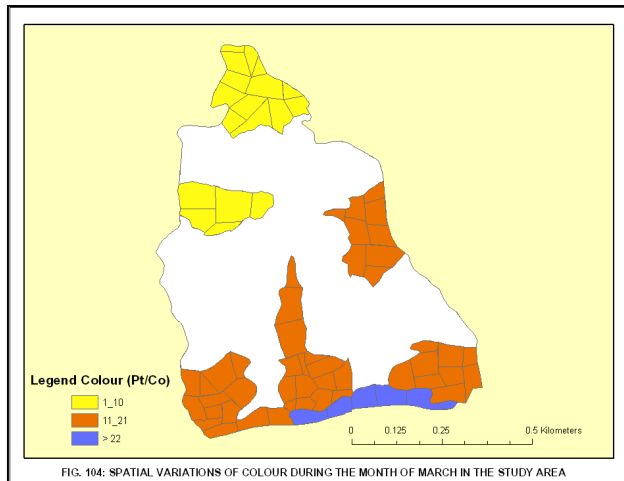 Legend Colour (Pt/Co)
1_10
11_21
> 22
0 0.125 0.25 0.5 Kilometers
FIG. 104: SPATIAL VARIATIONS OF COLOUR DURING THE MONTH OF MARCH IN THE STUDY AREA